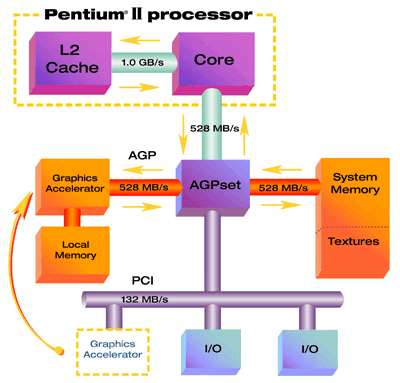 Pentium® II processor
L2
Cache
1.0 GB/s
Core
528 MB/s
AGP
Graphics
Accelerator
528 MB/s
AGPset
528 MB/s
System
Memory
Textures
Local
Memory
PCI
132 MB/s
Graphics
Accelerator
I/O
I/O